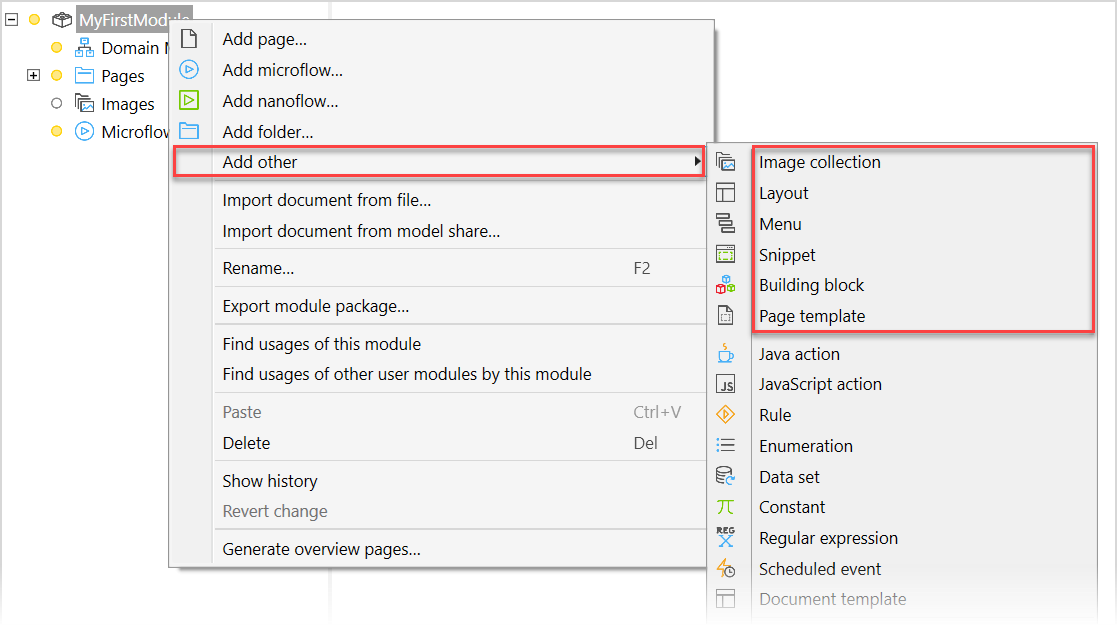 MyFirstModule
Domain M
Pages
Images
Microflow
Add page...
Add microflow...
Add nanoflow...
Add folder...
Add other
Import document from file...
Import document from model share...
Rename... F2
Export module package...
Find usages of this module
Find usages of other user modules by this module
Paste Ctrl+V
Delete Del
Show history
Revert change
Generate overview pages...
Image collection
Layout
Menu
Snippet
Building block
Page template
Java action
JS JavaScript action
Rule
Enumeration
Data set
Constant
REG Regular expression
Scheduled event
Document template